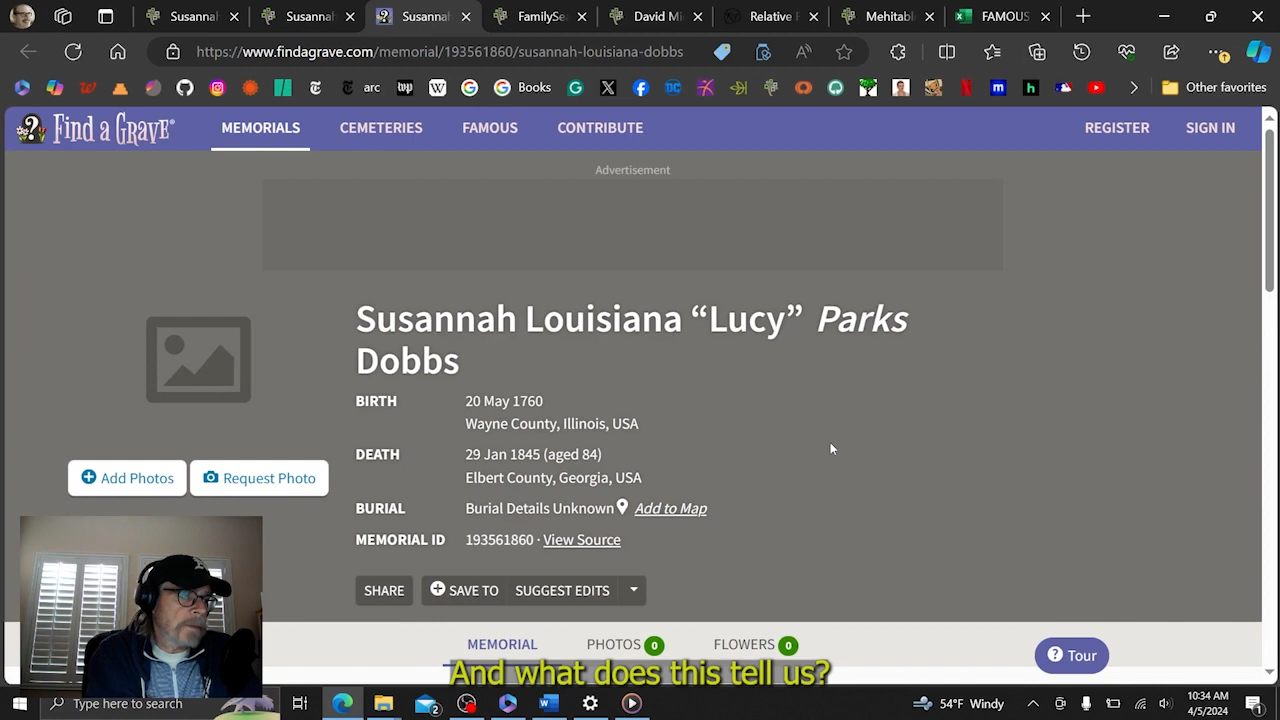 Susannah
Susannah
Susannah
FamilySea
David Mi
Relative F
Mehitabl
FAMOUS
https://www.findagrave.com/memorial/193561860/susannah-louisiana-dobbs
arc
Books
Other favorites
FIND A GRAVE®
MEMORIALS
CEMETERIES
FAMOUS
CONTRIBUTE
REGISTER
SIGN IN
Advertisement
Susannah Louisiana “Lucy” Parks
Dobbs
BIRTH
20 May 1760
Wayne County, Illinois, USA
DEATH
29 Jan 1845 (aged 84)
Elbert County, Georgia, USA
BURIAL
Burial Details Unknown Add to Map
MEMORIAL ID
193561860 · View Source
Add Photos
Request Photo
SHARE
SAVE TO
SUGGEST EDITS
MEMORIAL
PHOTOS 0
FLOWERS 0
Tour
And what does this tell us?
Type here to search
54°F Windy
10:34 AM
4/5/2024